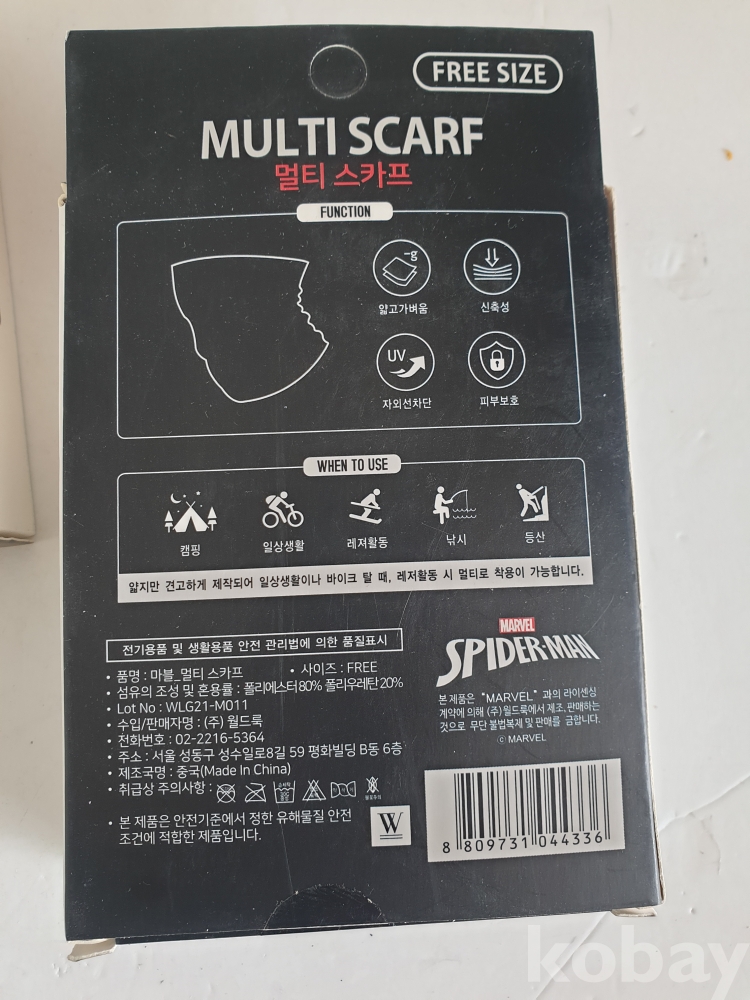 FREE SIZE
MULTI SCARF
멀티 스카프
FUNCTION
-g
얇고가벼움
신축성
UV
자외선차단
피부보호
WHEN TO USE
캠핑
일상생활
레져활동
낚시
등산
얇지만 견고하게 제작되어 일상생활이나 바이크 탈 때, 레저활동 시 멀티로 착용이 가능합니다.
전기용품 및 생활용품 안전 관리법에 의한 품질표시
• 품명 : 마블_멀티 스카프 • 사이즈 : FREE
• 섬유의 조성 및 혼용률 : 폴리에스터80% 폴리우레탄20%
• Lot No : WLG21-M011
• 수입/판매자명 : (주) 월드룩
• 전화번호 : 02-2216-5364
• 주소 : 서울 성동구 성수일로8길 59 평화빌딩 B동 6층
• 제조국명 : 중국(Made In China)
• 취급상 주의사항 :
• 본 제품은 안전기준에서 정한 유해물질 안전
조건에 적합한 제품입니다.
W
MARVEL
SPIDER-MAN
본 제품은 "MARVEL" 과의 라이센싱
계약에 의해 (주)월드룩에서 제조, 판매하는
것으로 무단 불법복제 및 판매를 금합니다.
© MARVEL
8 809731 044336
kobay